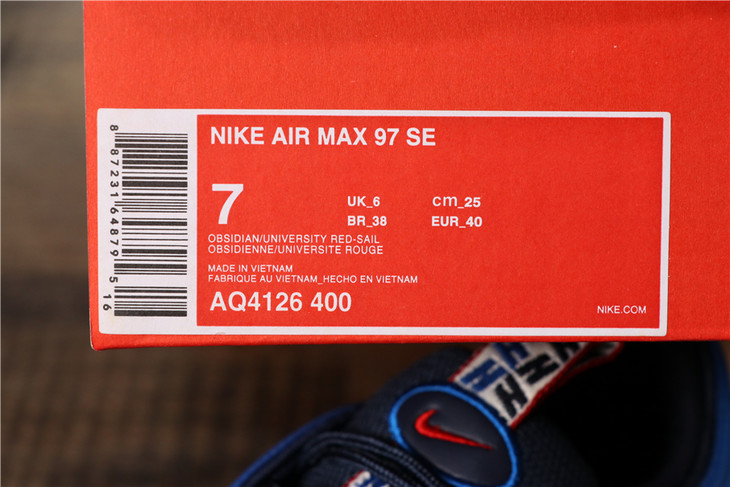 NIKE AIR MAX 97 SE
7
UK_6 cm_25
BR_38 EUR_40
OBSIDIAN/UNIVERSITY RED-SAIL
OBSIDIENNE/UNIVERSITE ROUGE
MADE IN VIETNAM
FABRIQUE AU VIETNAM_HECHO EN VIETNAM
AQ4126 400
NIKE.COM
8 87231 64879 5 16